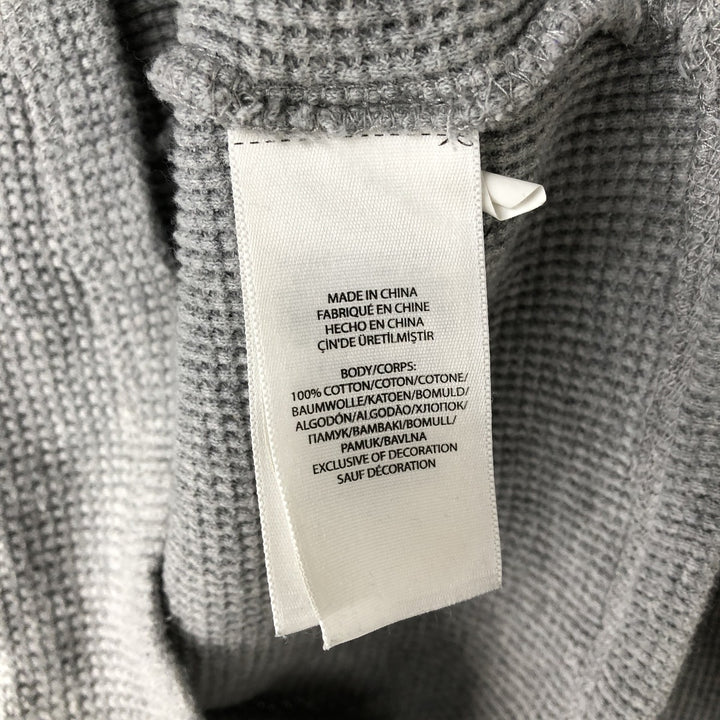 MADE IN CHINA
FABRIQUÉ EN CHINE
HECHO EN CHINA
ÇİN'DE ÜRETİLMİŞTİR
BODY/CORPS:
100% COTTON/COTON/COTONE/
BAUMWOLLE/KATOEN/BOMULD/
ALGODÓN/ALGODÃO/ХЛОПОК/
ПАМУК/BAMBAKI/BOMULL/
PAMUK/BAVLNA
EXCLUSIVE OF DECORATION
SAUF DÉCORATION